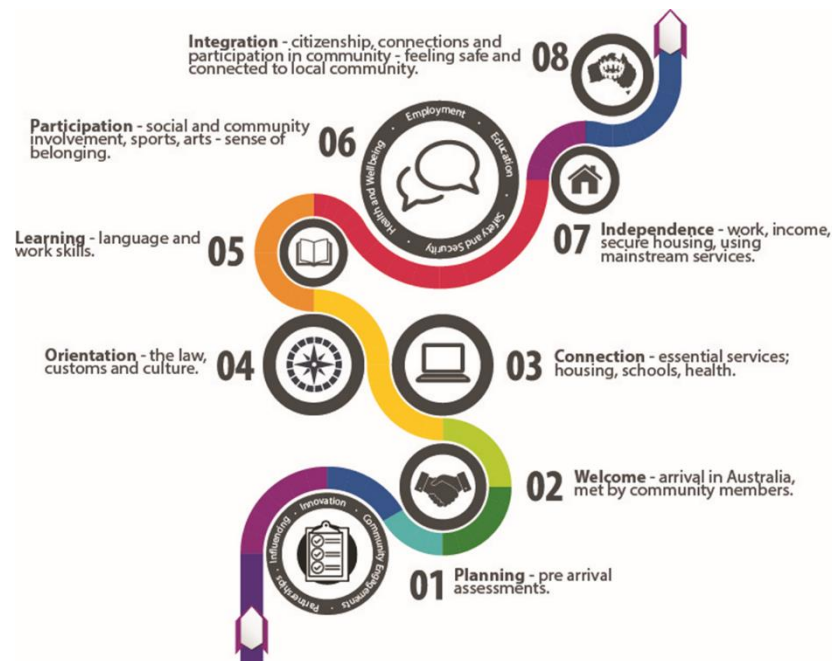 Integration - citizenship, connections and
participation in community - feeling safe and
connected to local community.
08
Participation - social and community
involvement, sports, arts - sense of
belonging.
06
Health and Wellbeing · Employment · Education · Safety and Security ·
07
Independence - work, income,
secure housing, using
mainstream services.
Learning - language and
work skills.
05
Orientation - the law,
customs and culture.
04
03
Connection - essential services;
housing, schools, health.
02
Welcome - arrival in Australia,
met by community members.
Influencing · Innovation · Community Engagements · Partnerships ·
01
Planning - pre arrival
assessments.